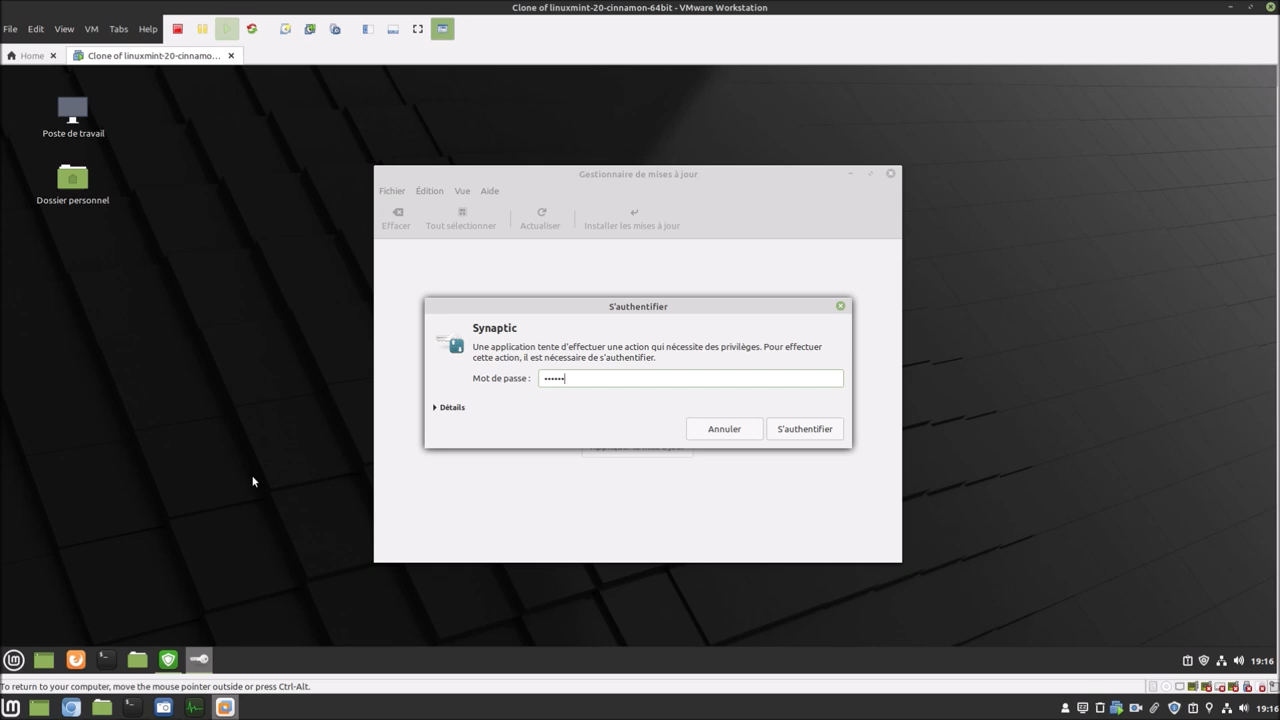 Clone of linuxmint-20-cinnamon-64bit - VMware Workstation
File Edit View VM Tabs Help
Home
Clone of linuxmint-20-cinnamo...
Poste de travail
Dossier personnel
Gestionnaire de mises à jour
Fichier Édition Vue Aide
Effacer Tout sélectionner Actualiser Installer les mises à jour
S'authentifier
Synaptic
Une application tente d'effectuer une action qui nécessite des privilèges. Pour effectuer
cette action, il est nécessaire de s'authentifier.
Mot de passe : ••••••
Détails
Annuler S'authentifier
19:16
To return to your computer, move the mouse pointer outside or press Ctrl-Alt.
19:16